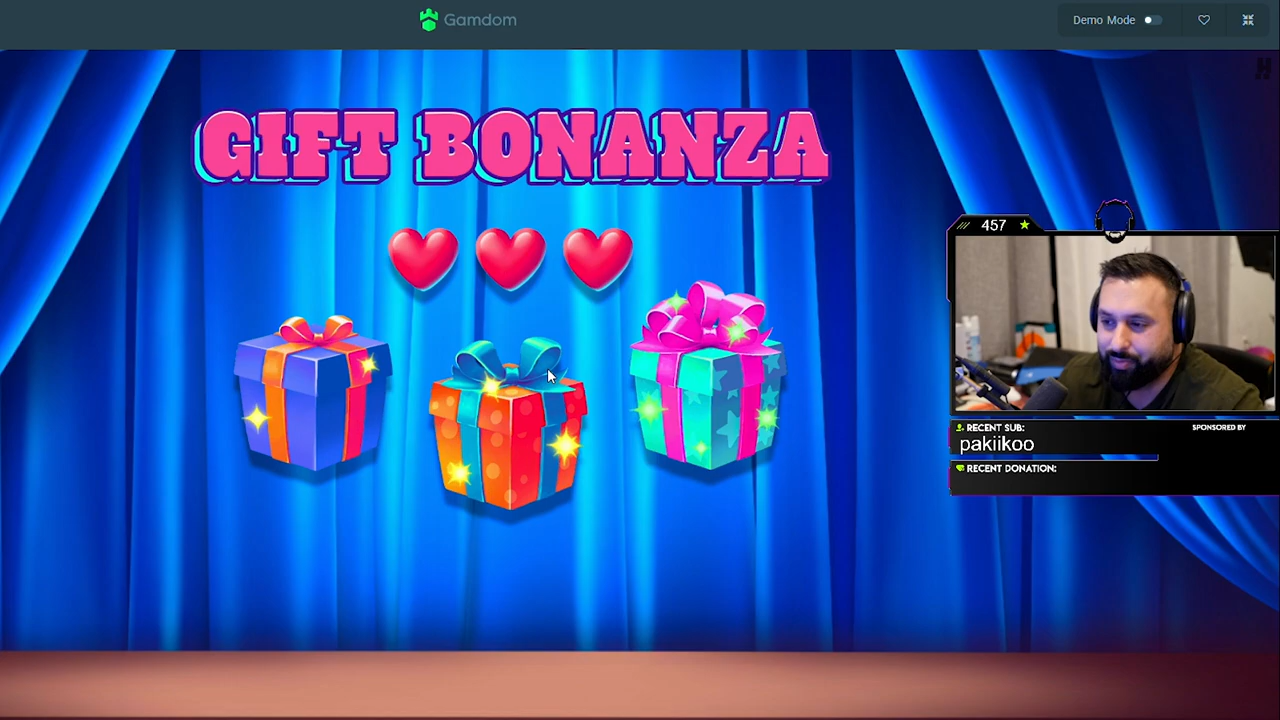 Gamdom
Demo Mode
GIFT BONANZA
457
RECENT SUB:
SPONSORED BY
pakiikoo
RECENT DONATION: